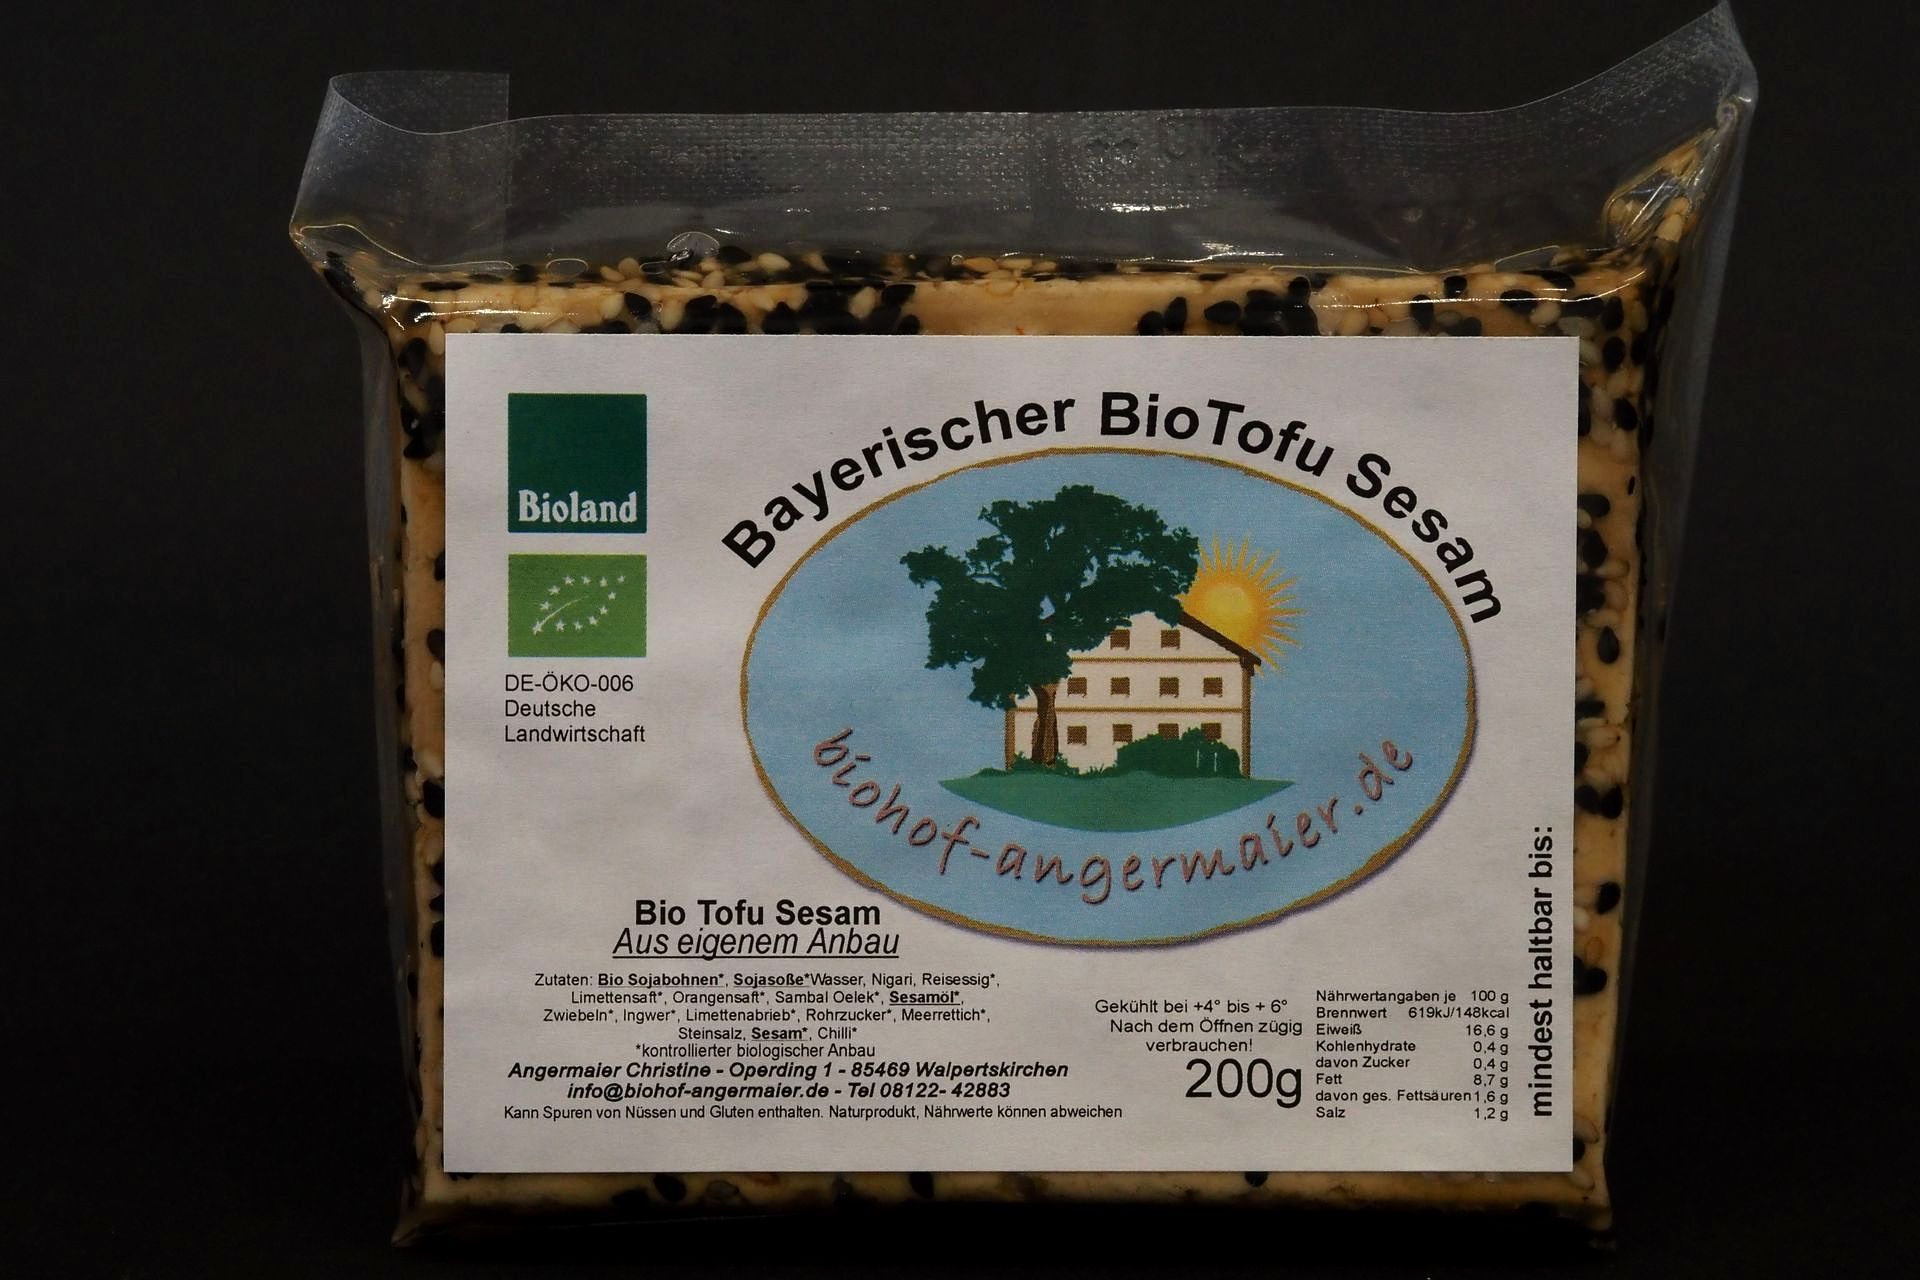 Bayerischer BioTofu Sesam
Bioland
DE-ÖKO-006
Deutsche
Landwirtschaft
biohof-angermaier.de
Bio Tofu Sesam
Aus eigenem Anbau
Zutaten: Bio Sojabohnen*, Sojasoße*Wasser, Nigari, Reisessig*,
Limettensaft*, Orangensaft*, Sambal Oelek*, Sesamöl*,
Zwiebeln*, Ingwer*, Limettenabrieb*, Rohrzucker*, Meerrettich*,
Steinsalz, Sesam*, Chilli*
*kontrollierter biologischer Anbau
Angermaier Christine - Operding 1 - 85469 Walpertskirchen
info@biohof-angermaier.de - Tel 08122- 42883
Kann Spuren von Nüssen und Gluten enthalten. Naturprodukt, Nährwerte können abweichen
Gekühlt bei +4° bis + 6°
Nach dem Öffnen zügig
verbrauchen!
200g
Nährwertangaben je 100 g
Brennwert 619kJ/148kcal
Eiweiß 16,6 g
Kohlenhydrate 0,4 g
davon Zucker 0,4 g
Fett 8,7 g
davon ges. Fettsäuren 1,6 g
Salz 1,2 g
mindest haltbar bis: